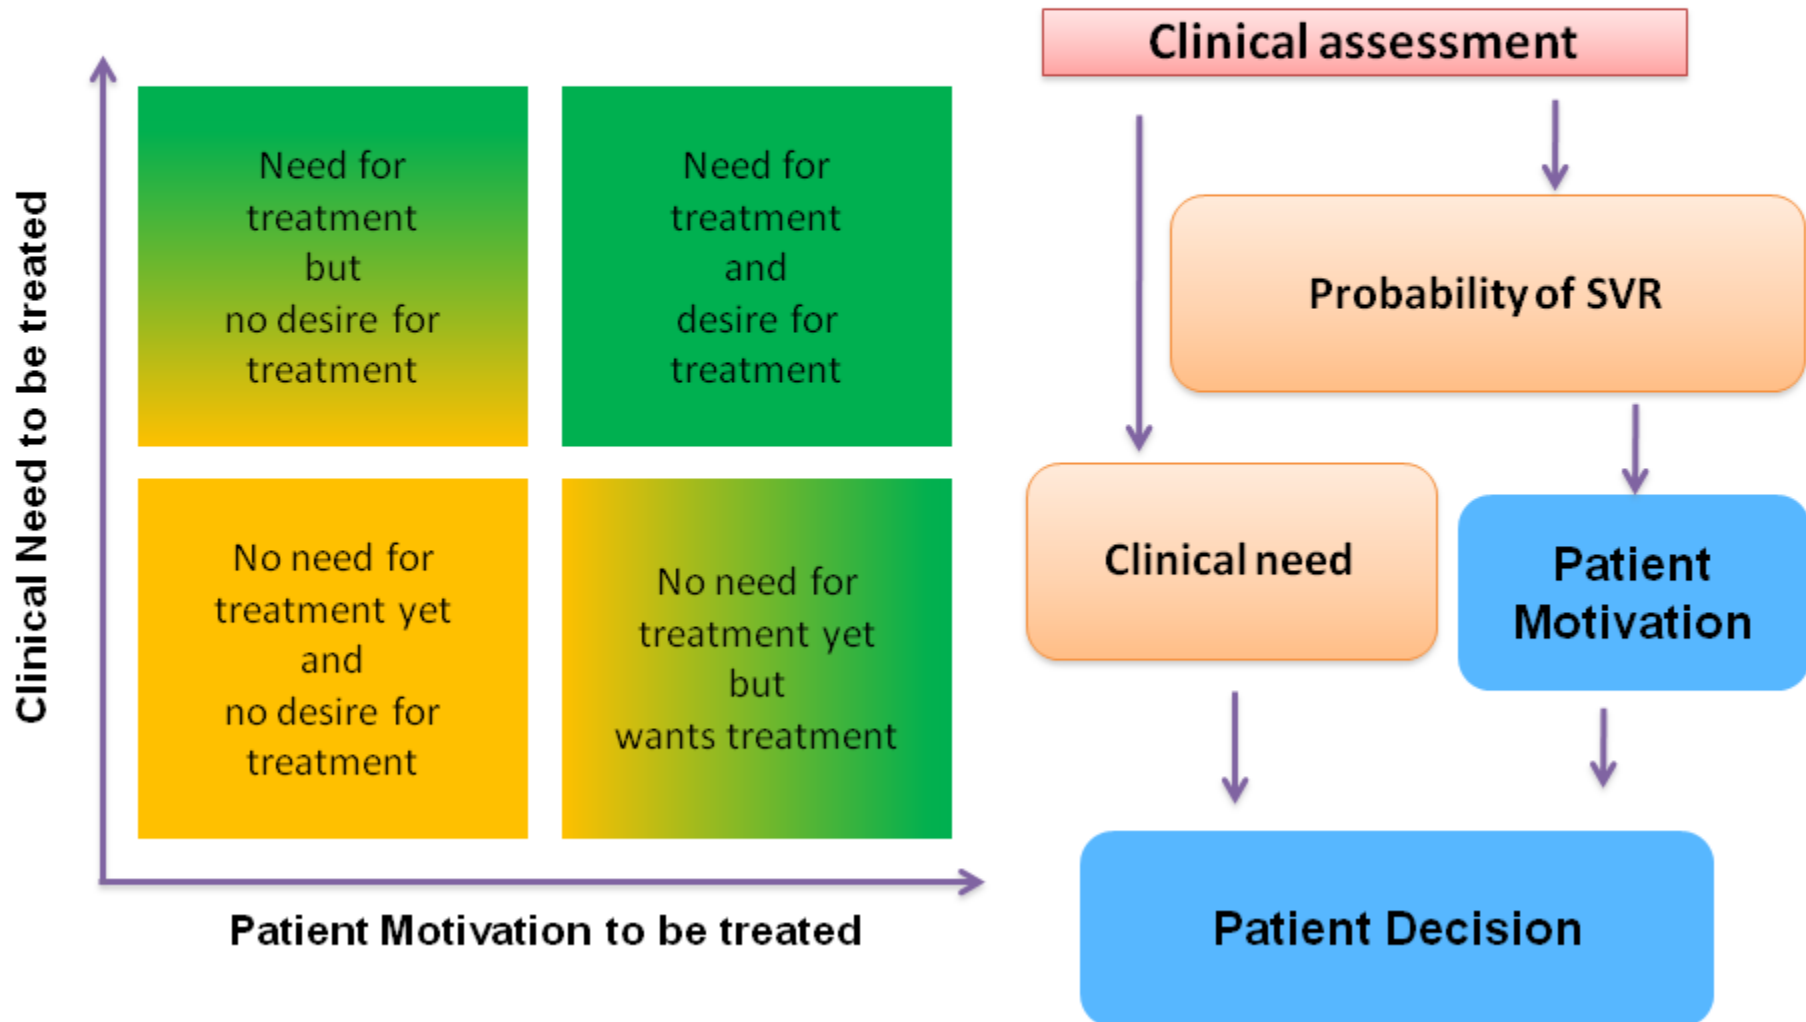 Clinical Need to be treated
Need for
treatment
but
no desire for
treatment
Need for
treatment
and
desire for
treatment
No need for
treatment yet
and
no desire for
treatment
No need for
treatment yet
but
wants treatment
Patient Motivation to be treated
Clinical assessment
Probability of SVR
Clinical need
Patient
Motivation
Patient Decision